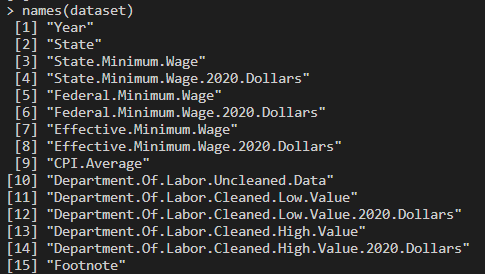 > names(dataset)
[1] "Year"
[2] "State"
[3] "State.Minimum.Wage"
[4] "State.Minimum.Wage.2020.Dollars"
[5] "Federal.Minimum.Wage"
[6] "Federal.Minimum.Wage.2020.Dollars"
[7] "Effective.Minimum.Wage"
[8] "Effective.Minimum.Wage.2020.Dollars"
[9] "CPI.Average"
[10] "Department.Of.Labor.Uncleaned.Data"
[11] "Department.Of.Labor.Cleaned.Low.Value"
[12] "Department.Of.Labor.Cleaned.Low.Value.2020.Dollars"
[13] "Department.Of.Labor.Cleaned.High.Value"
[14] "Department.Of.Labor.Cleaned.High.Value.2020.Dollars"
[15] "Footnote"